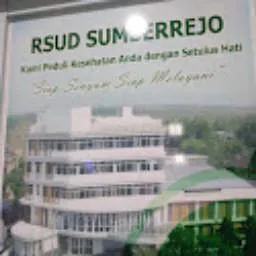 RSUD SUMBERREJO
Kami Peduli Kesehatan Anda dengan Setulus Hati
"Siap Senyum Siap Melayani"